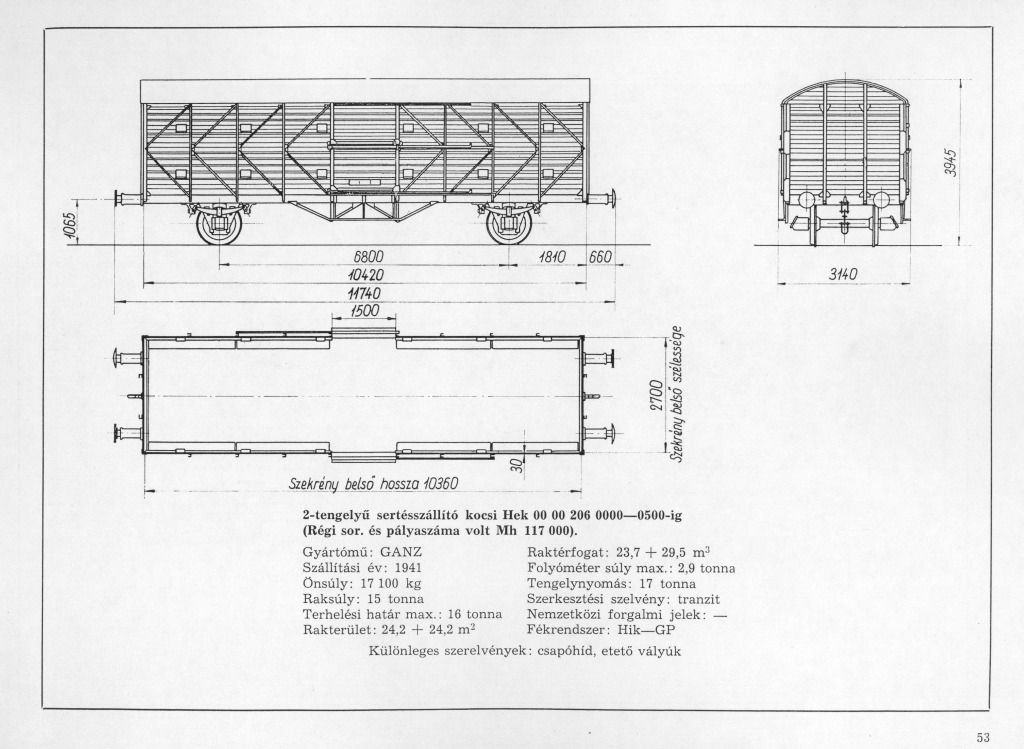 1065
6800
1810
660
10420
11740
1500
3945
3140
2700
Szekrény belső szélessége
30
Szekrény belső hossza 10360
2-tengelyű sertésszállító kocsi Hek 00 00 206 0000—0500-ig
(Régi sor. és pályaszáma volt Mh 117 000).
Gyártómű: GANZ
Szállítási év: 1941
Önsúly: 17 100 kg
Raksúly: 15 tonna
Terhelési határ max.: 16 tonna
Rakterület: 24,2 + 24,2 m²
Raktérfogat: 23,7 + 29,5 m³
Folyóméter súly max.: 2,9 tonna
Tengelynyomás: 17 tonna
Szerkesztési szelvény: tranzit
Nemzetközi forgalmi jelek: —
Fékrendszer: Hik—GP
Különleges szerelvények: csapóhíd, etető vályúk
53